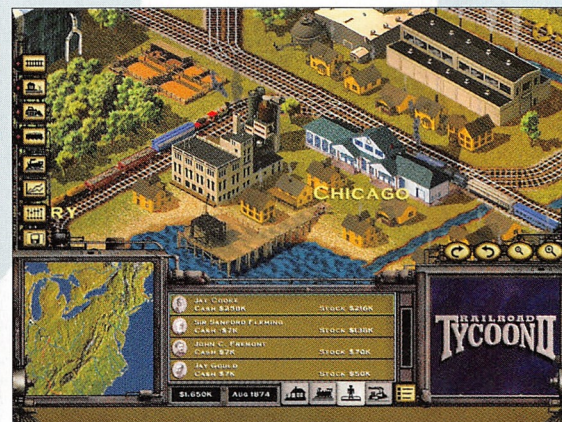 CHICAGO
RY
JAY COOKE
CASH $298K STOCK $216K
SIR SANFORD FLEMING
CASH -$2K STOCK $138K
JOHN C. FREMONT
CASH $7K STOCK $70K
JAY GOULD
CASH $7K STOCK $50K
RAILROAD
TYCOON II
$1,650K AUG 1874